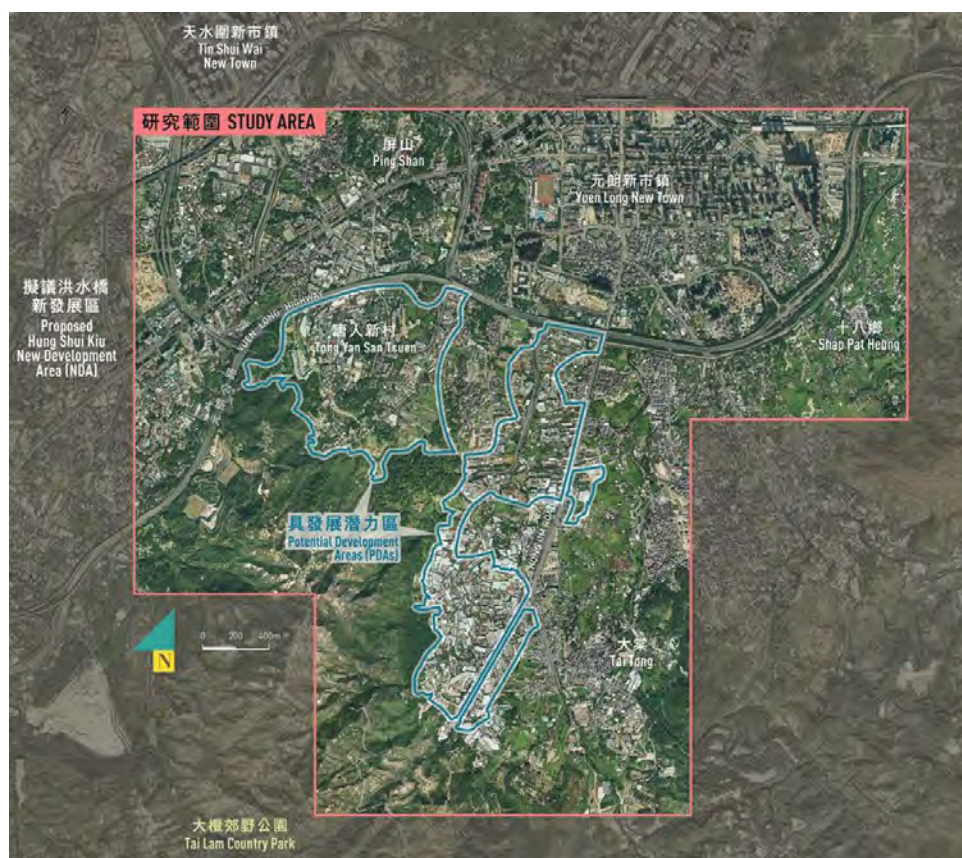 天水圍新市鎮
Tin Shui Wai
New Town
研究範圍 STUDY AREA
屏山
Ping Shan
元朗新市鎮
Yuen Long New Town
擬議洪水橋
新發展區
Proposed
Hung Shui Kiu
New Development
Area (NDA)
YUEN LONG HIGHWAY
塘人新村
Tong Yan San Tsuen
十八鄉
Shap Pat Heung
具發展潛力區
Potential Development
Areas (PDAs)
大棠
Tai Tong
0 200 400m
N
大欖郊野公園
Tai Lam Country Park